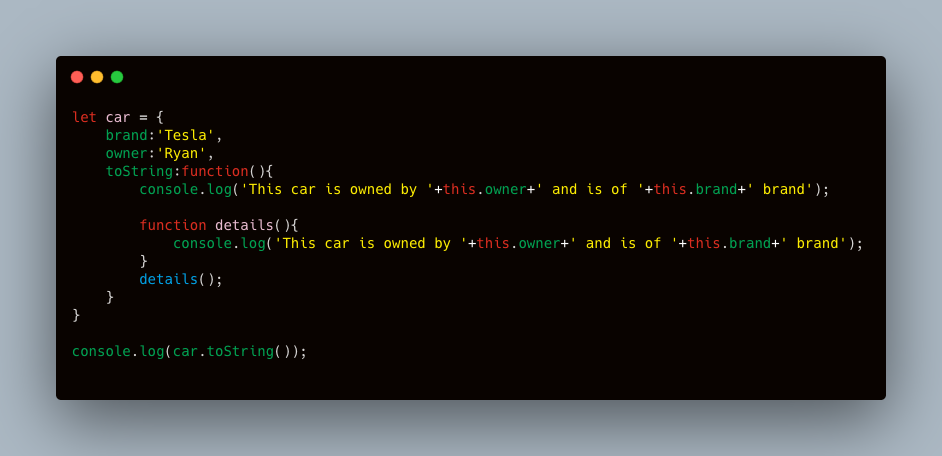 let car = {
    brand:'Tesla',
    owner:'Ryan',
    toString:function(){
        console.log('This car is owned by '+this.owner+' and is of '+this.brand+' brand');

        function details(){
            console.log('This car is owned by '+this.owner+' and is of '+this.brand+' brand');
        }
        details();
    }
}

console.log(car.toString());